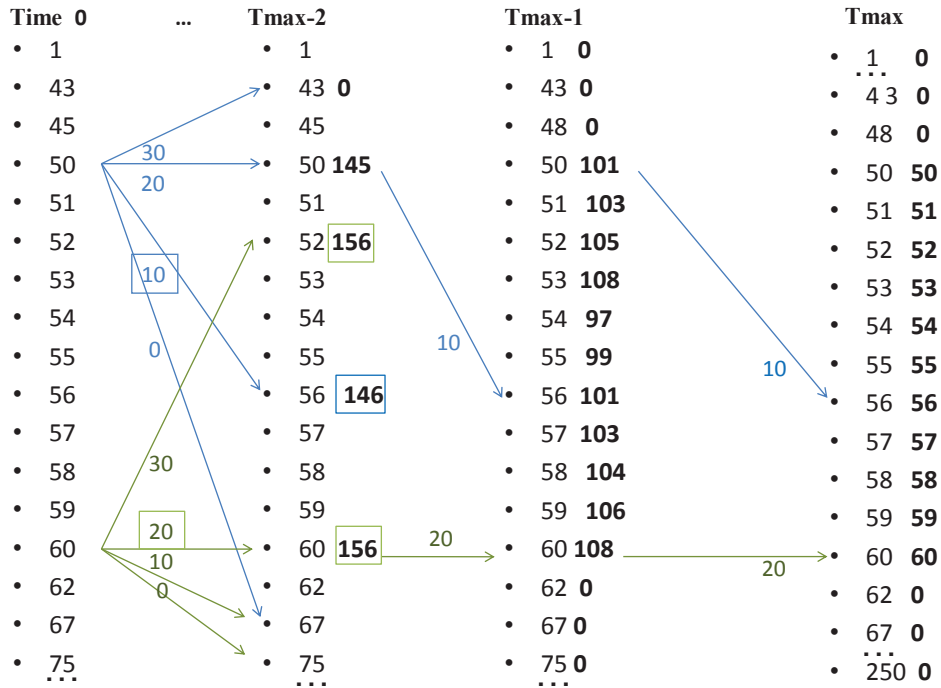 Time 0 ... Tmax-2 Tmax-1 Tmax
• 1 • 1 • 1 0 • 1 0
...
• 43 • 43 0 • 43 0 • 4 3 0
• 45 • 45 • 48 0 • 48 0
• 50 30 • 50 145 • 50 101 • 50 50
20
• 51 • 51 • 51 103 • 51 51
• 52 • 52 156 • 52 105 • 52 52
• 53 10 • 53 • 53 108 • 53 53
• 54 • 54 • 54 97 • 54 54
• 55 0 • 55 10 • 55 99 10 • 55 55
• 56 • 56 146 • 56 101 • 56 56
• 57 • 57 • 57 103 • 57 57
• 58 30 • 58 • 58 104 • 58 58
• 59 • 59 • 59 106 • 59 59
20
• 60 • 60 156 20 • 60 108 20 • 60 60
10
• 62 0 • 62 • 62 0 • 62 0
• 67 • 67 • 67 0 • 67 0
...
• 75 • 75 • 75 0 • 250 0
... ... ...